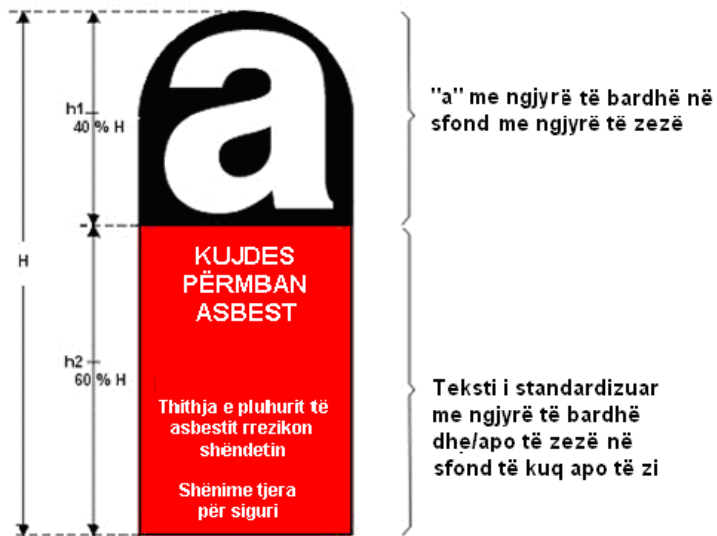 h1
40 % H
a
"a" me ngjyrë të bardhë në
sfond me ngjyrë të zezë
H
KUJDES
PËRMBAN
ASBEST
h2
60 % H
Thithja e pluhurit të
asbestit rrezikon
shëndetin
Shënime tjera
për siguri
Teksti i standardizuar
me ngjyrë të bardhë
dhe/apo të zezë në
sfond të kuq apo të zi